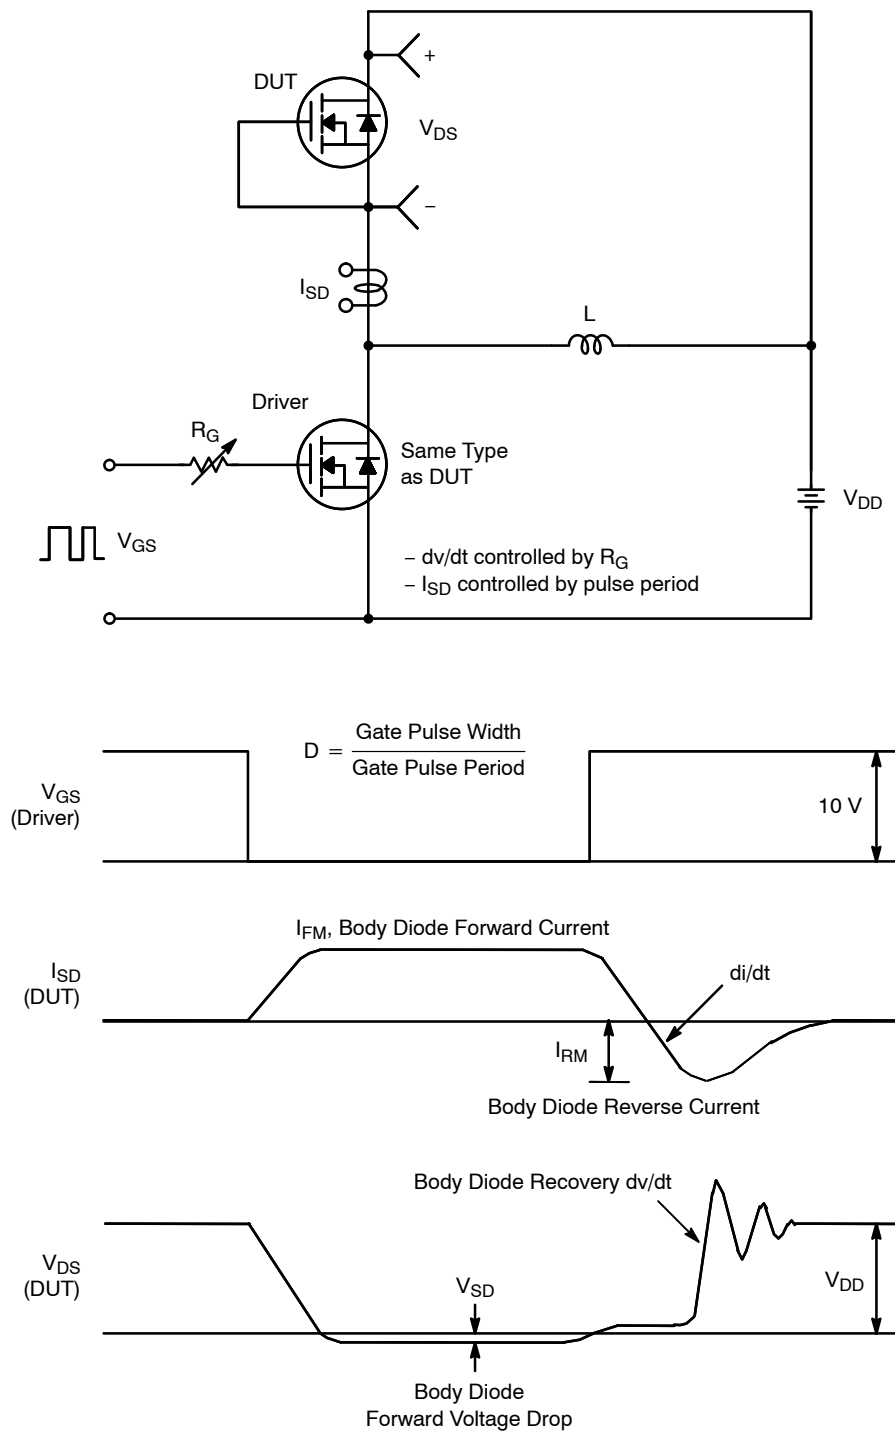 +
DUT
V_DS
−
I_SD
L
Driver
R_G
Same Type
as DUT
V_DD
V_GS
− dv/dt controlled by R_G
− I_SD controlled by pulse period
D = Gate Pulse Width
Gate Pulse Period
V_GS
(Driver)
10 V
I_FM, Body Diode Forward Current
I_SD
(DUT)
di/dt
I_RM
Body Diode Reverse Current
Body Diode Recovery dv/dt
V_DS
(DUT)
V_SD
V_DD
Body Diode
Forward Voltage Drop